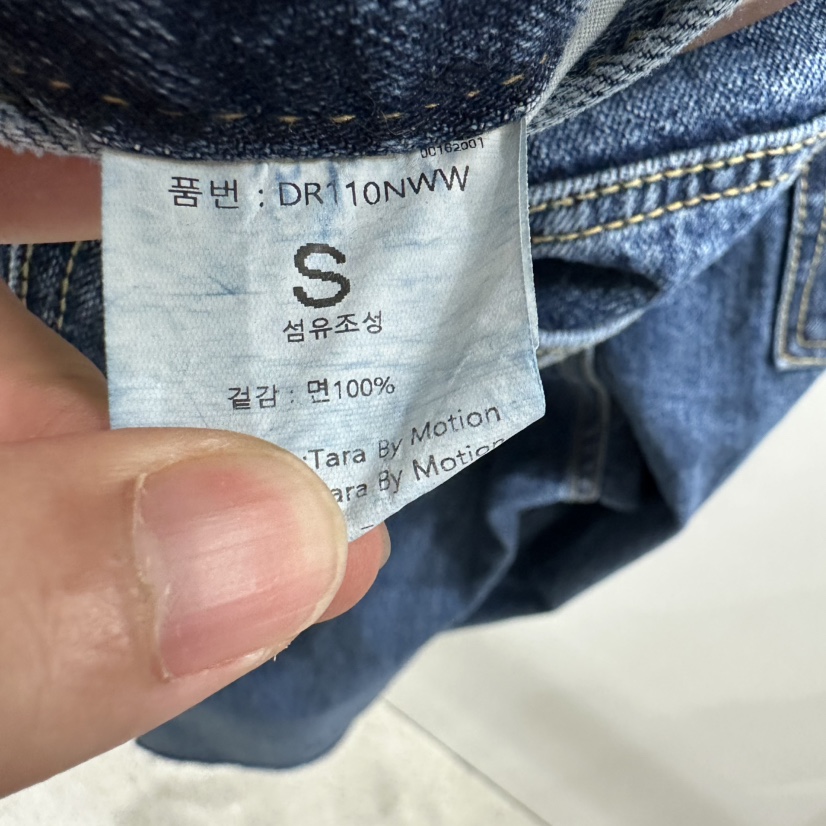 DC162001
품번 : DR110NWW
S
섬유조성
겉감 : 면100%
:Tara By Motion
ara By Motion